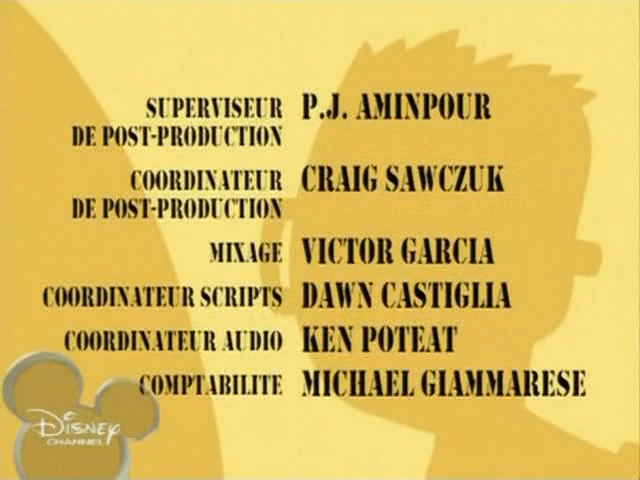 SUPERVISEUR P.J. AMINPOUR
DE POST-PRODUCTION
COORDINATEUR CRAIG SAWCZUK
DE POST-PRODUCTION
MIXAGE VICTOR GARCIA
COORDINATEUR SCRIPTS DAWN CASTIGLIA
COORDINATEUR AUDIO KEN POTEAT
COMPTABILITE MICHAEL GIAMMARESE
DISNEY
CHANNEL